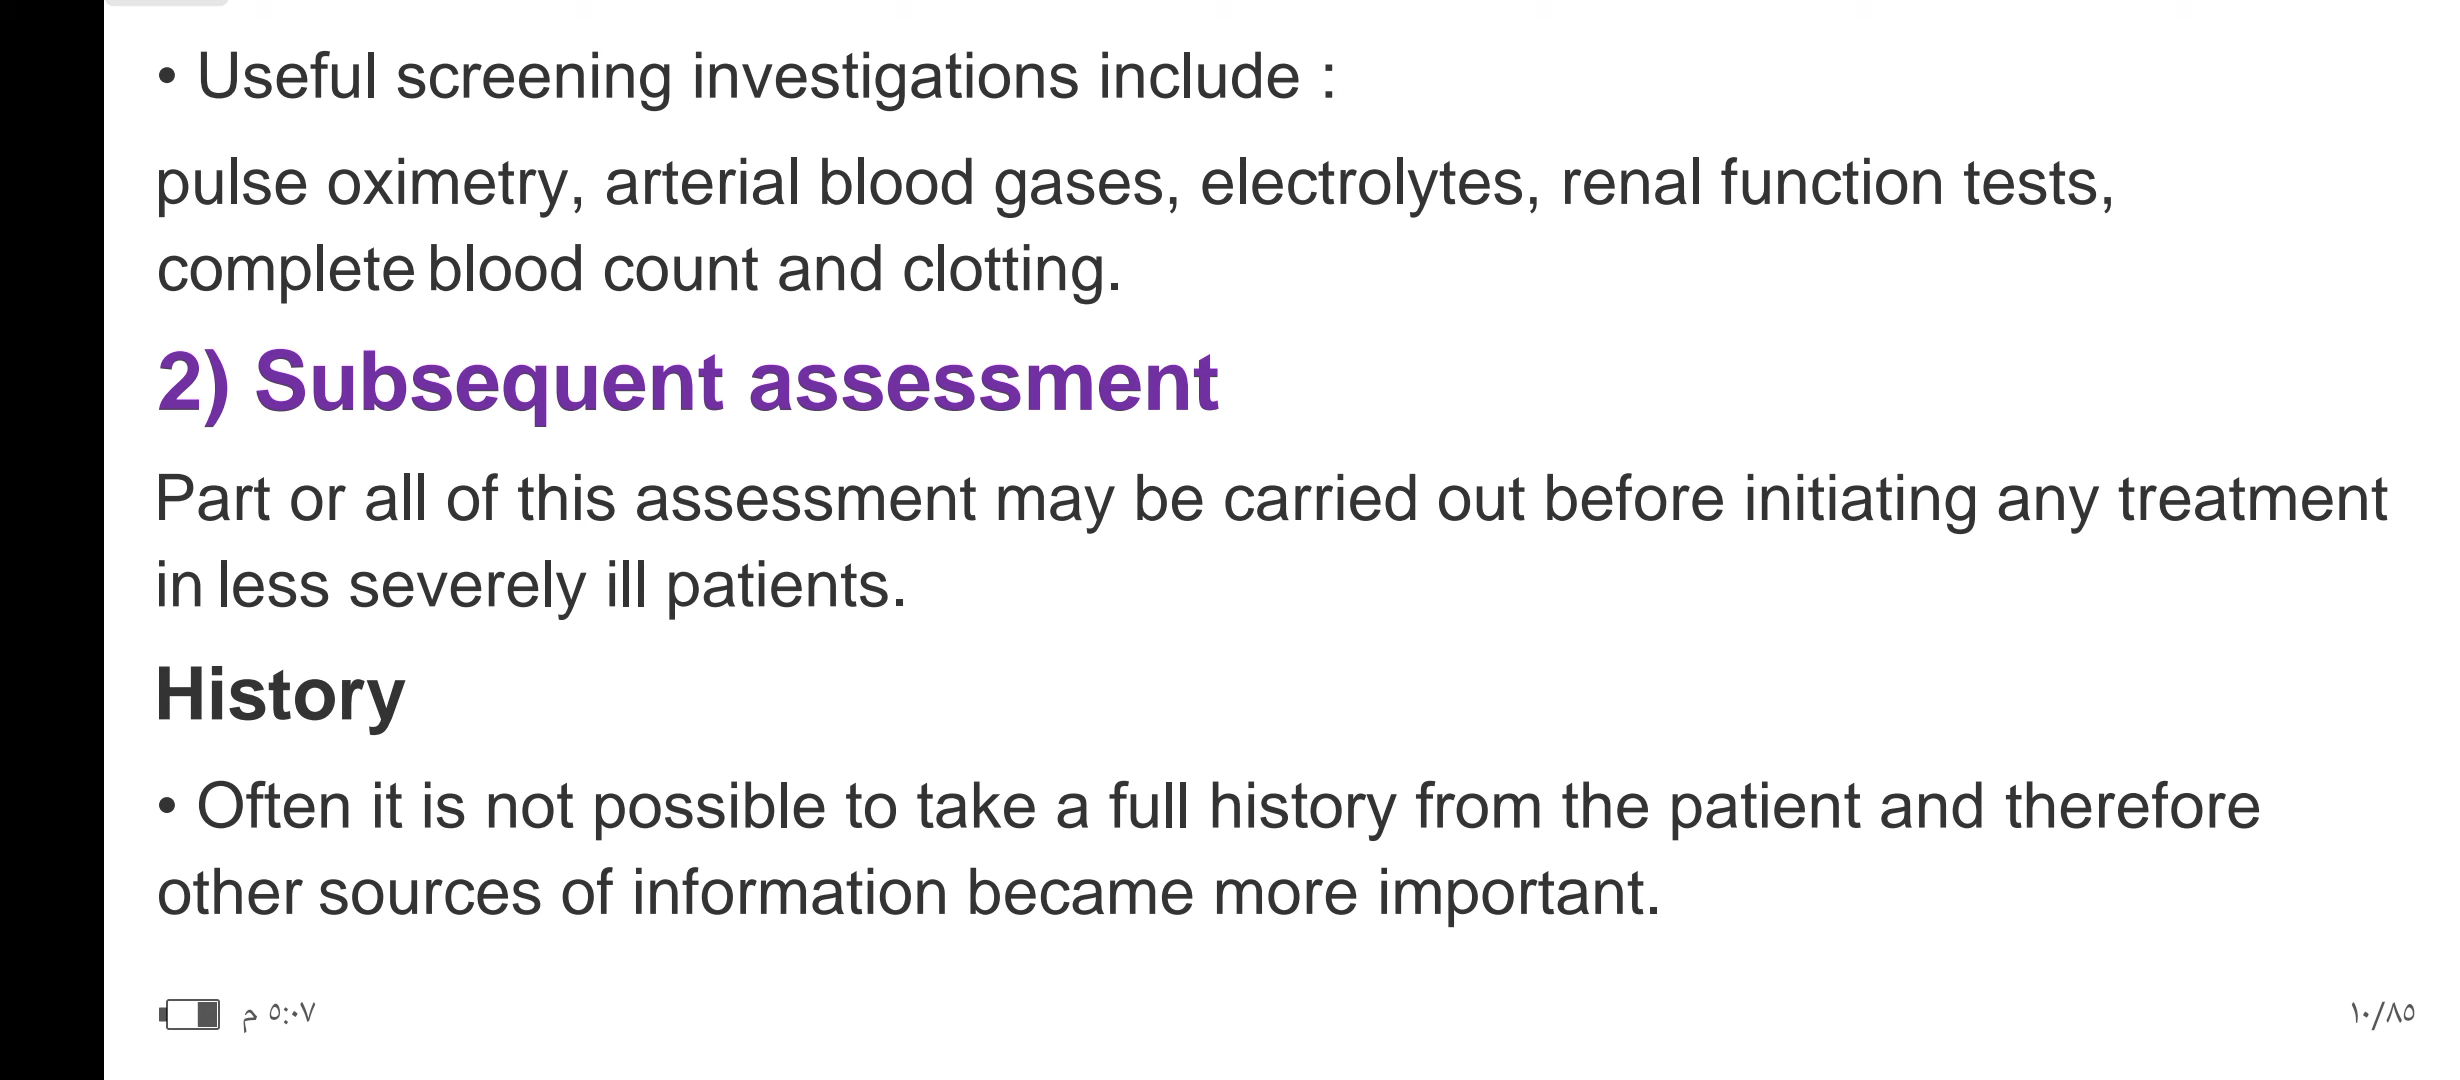 • Useful screening investigations include :
pulse oximetry, arterial blood gases, electrolytes, renal function tests,
complete blood count and clotting.
2) Subsequent assessment
Part or all of this assessment may be carried out before initiating any treatment
in less severely ill patients.
History
• Often it is not possible to take a full history from the patient and therefore
other sources of information became more important.
٥:٠٧ م
١٠/٨٥